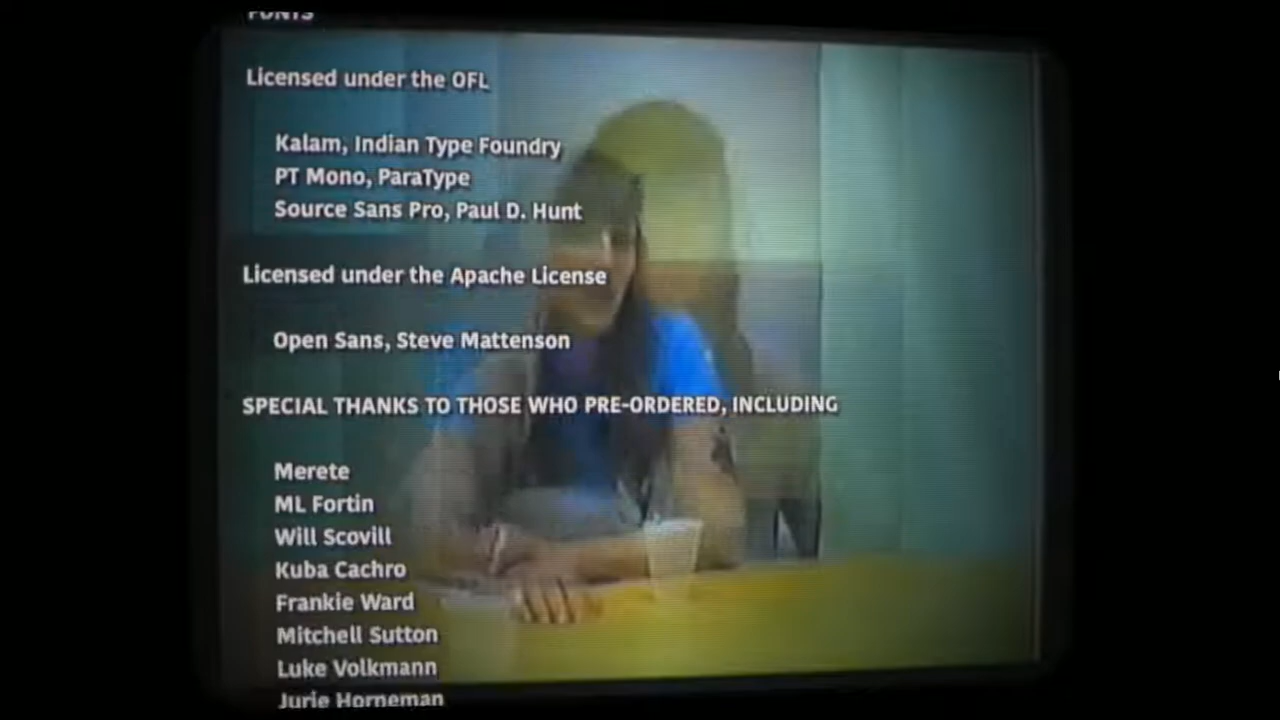 FONTS
Licensed under the OFL
Kalam, Indian Type Foundry
PT Mono, ParaType
Source Sans Pro, Paul D. Hunt
Licensed under the Apache License
Open Sans, Steve Mattenson
SPECIAL THANKS TO THOSE WHO PRE-ORDERED, INCLUDING
Merete
ML Fortin
Will Scovill
Kuba Cachro
Frankie Ward
Mitchell Sutton
Luke Volkmann
Jurie Horneman